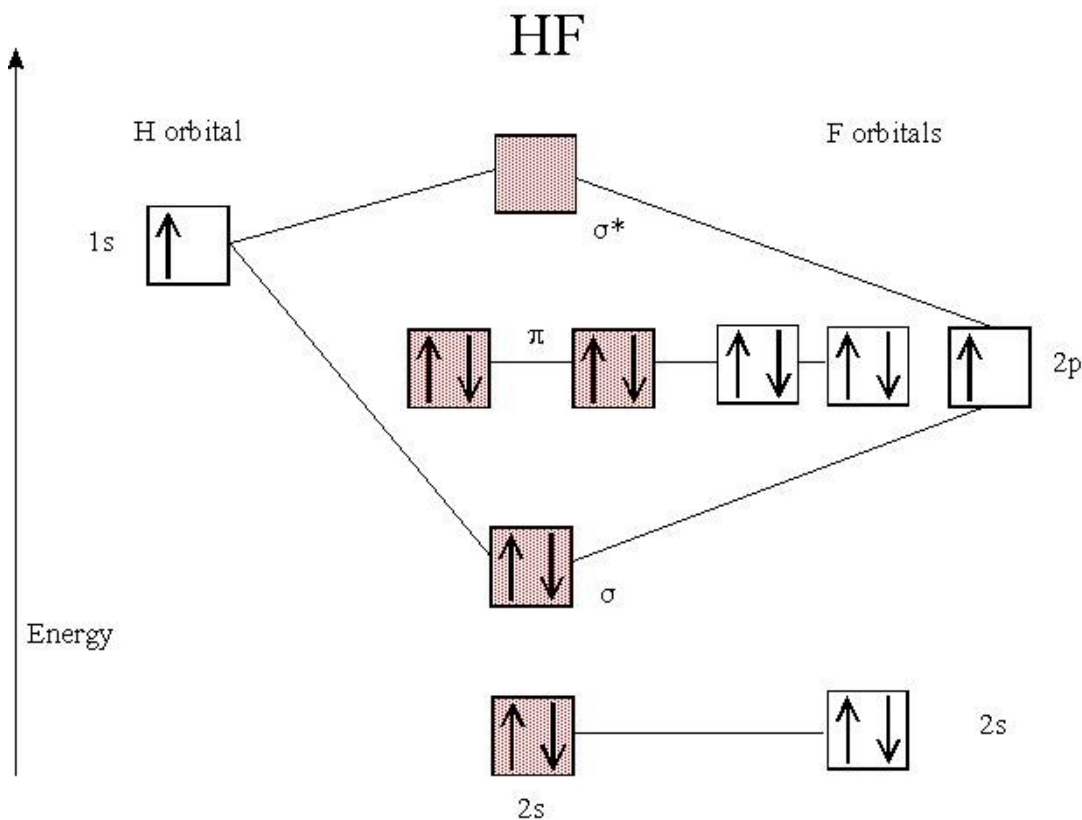 HF
H orbital
F orbitals
1s
σ*
π
2p
σ
Energy
2s
2s